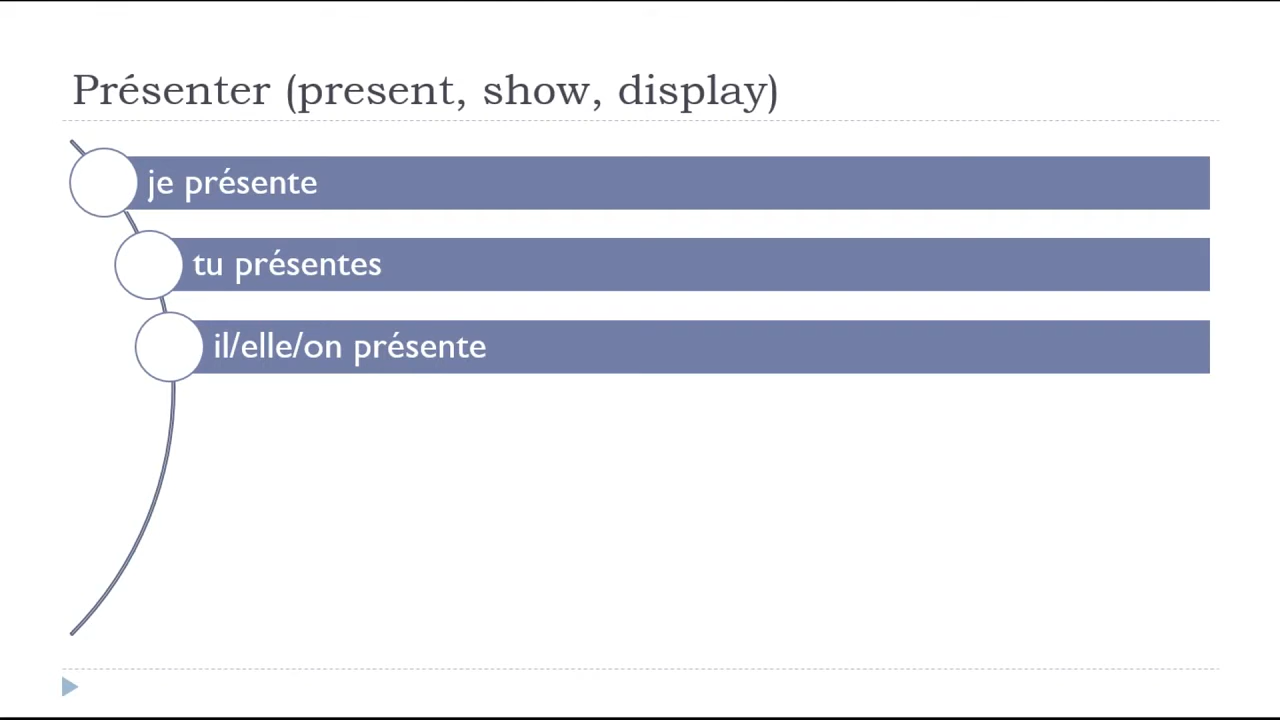 Présenter (present, show, display)
je présente
tu présentes
il/elle/on présente